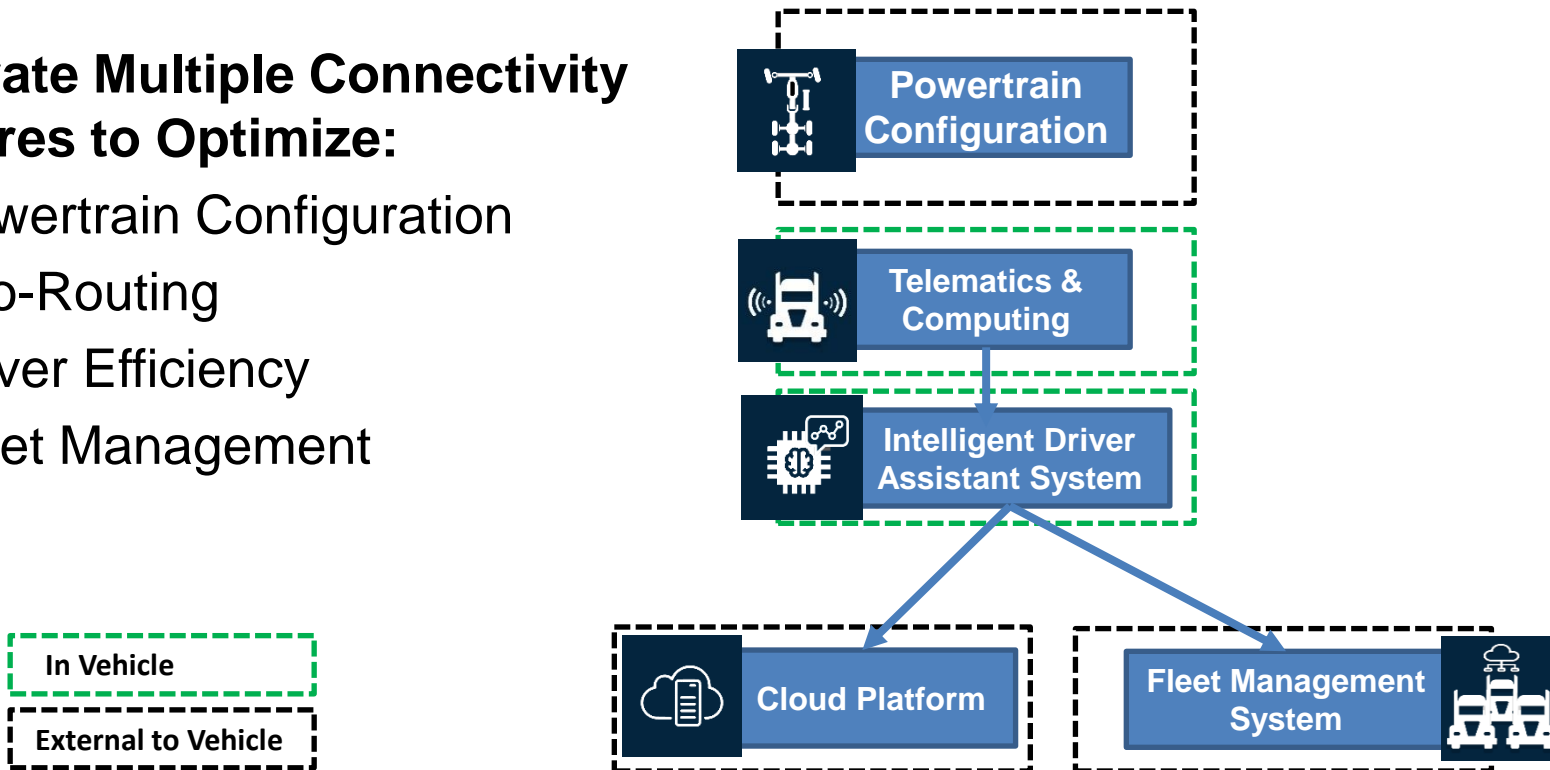 ate Multiple Connectivity
res to Optimize:
wertrain Configuration
o-Routing
ver Efficiency
et Management
Powertrain
Configuration
Telematics &
Computing
Intelligent Driver
Assistant System
Cloud Platform
Fleet Management
System
In Vehicle
External to Vehicle